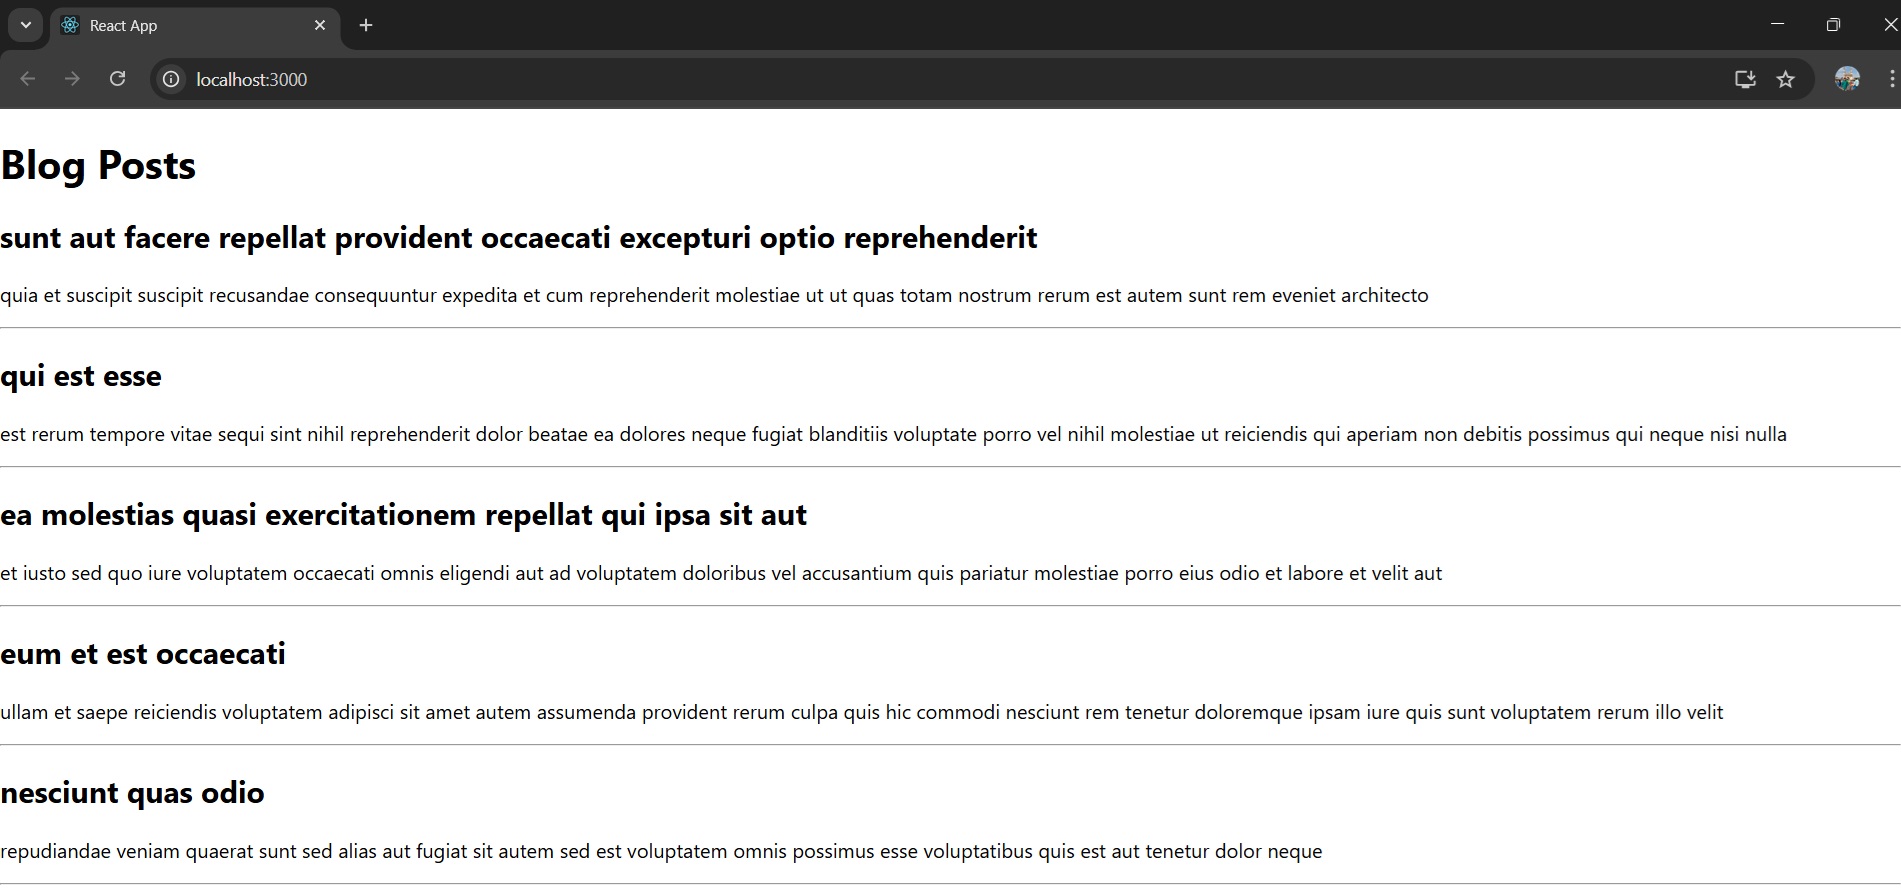 React App
localhost:3000
Blog Posts
sunt aut facere repellat provident occaecati excepturi optio reprehenderit
quia et suscipit suscipit recusandae consequuntur expedita et cum reprehenderit molestiae ut ut quas totam nostrum rerum est autem sunt rem eveniet architecto
qui est esse
est rerum tempore vitae sequi sint nihil reprehenderit dolor beatae ea dolores neque fugiat blanditiis voluptate porro vel nihil molestiae ut reiciendis qui aperiam non debitis possimus qui neque nisi nulla
ea molestias quasi exercitationem repellat qui ipsa sit aut
et iusto sed quo iure voluptatem occaecati omnis eligendi aut ad voluptatem doloribus vel accusantium quis pariatur molestiae porro eius odio et labore et velit aut
eum et est occaecati
ullam et saepe reiciendis voluptatem adipisci sit amet autem assumenda provident rerum culpa quis hic commodi nesciunt rem tenetur doloremque ipsam iure quis sunt voluptatem rerum illo velit
nesciunt quas odio
repudiandae veniam quaerat sunt sed alias aut fugiat sit autem sed est voluptatem omnis possimus esse voluptatibus quis est aut tenetur dolor neque